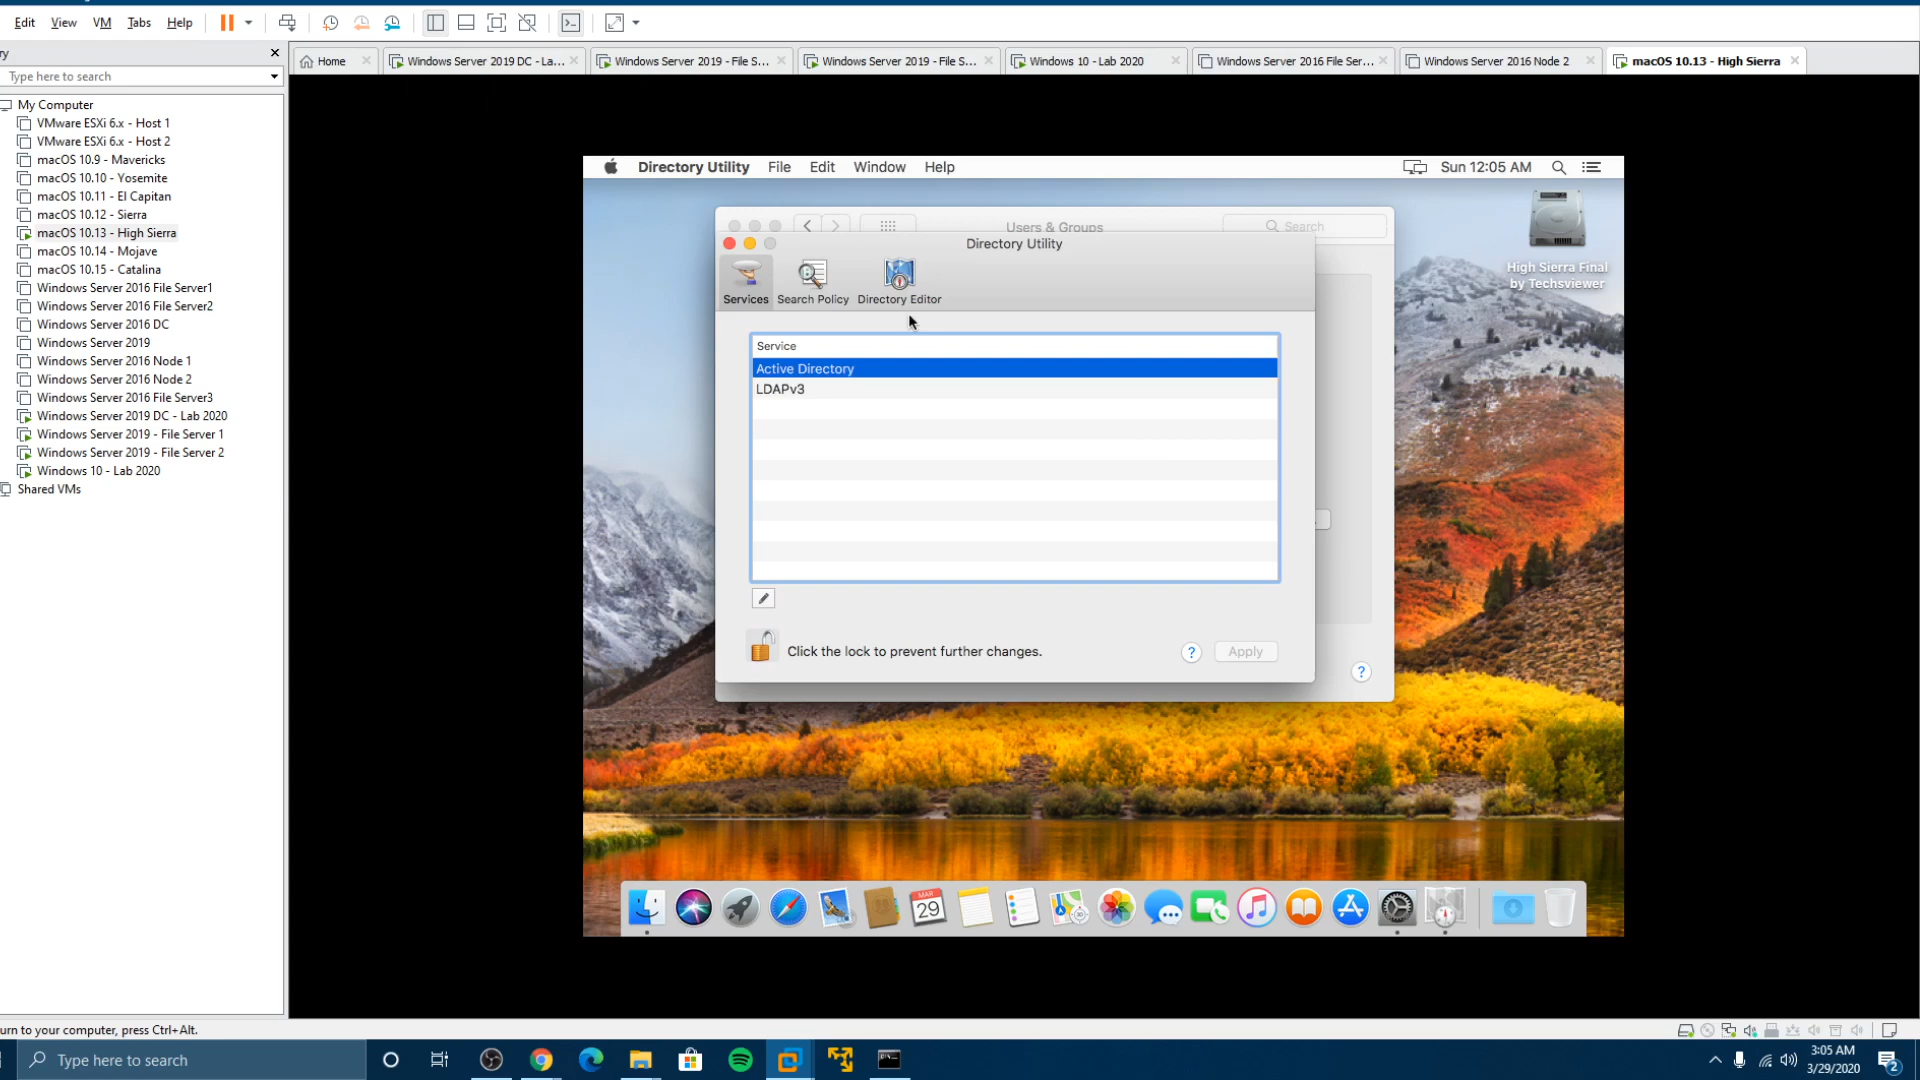 Edit View VM Tabs Help
ry
Type here to search
Home
Windows Server 2019 DC - La...
Windows Server 2019 - File S...
Windows Server 2019 - File S...
Windows 10 - Lab 2020
Windows Server 2016 File Ser...
Windows Server 2016 Node 2
macOS 10.13 - High Sierra
My Computer
VMware ESXi 6.x - Host 1
VMware ESXi 6.x - Host 2
macOS 10.9 - Mavericks
macOS 10.10 - Yosemite
macOS 10.11 - El Capitan
macOS 10.12 - Sierra
macOS 10.13 - High Sierra
macOS 10.14 - Mojave
macOS 10.15 - Catalina
Windows Server 2016 File Server1
Windows Server 2016 File Server2
Windows Server 2016 DC
Windows Server 2019
Windows Server 2016 Node 1
Windows Server 2016 Node 2
Windows Server 2016 File Server3
Windows Server 2019 DC - Lab 2020
Windows Server 2019 - File Server 1
Windows Server 2019 - File Server 2
Windows 10 - Lab 2020
Shared VMs
Directory Utility File Edit Window Help
Sun 12:05 AM
Users & Groups
Search
Directory Utility
Services
Search Policy
Directory Editor
Service
Active Directory
LDAPv3
Click the lock to prevent further changes.
?
Apply
?
High Sierra Final
by Techsviewer
MAR
29
urn to your computer, press Ctrl+Alt.
Type here to search
3:05 AM
3/29/2020
2